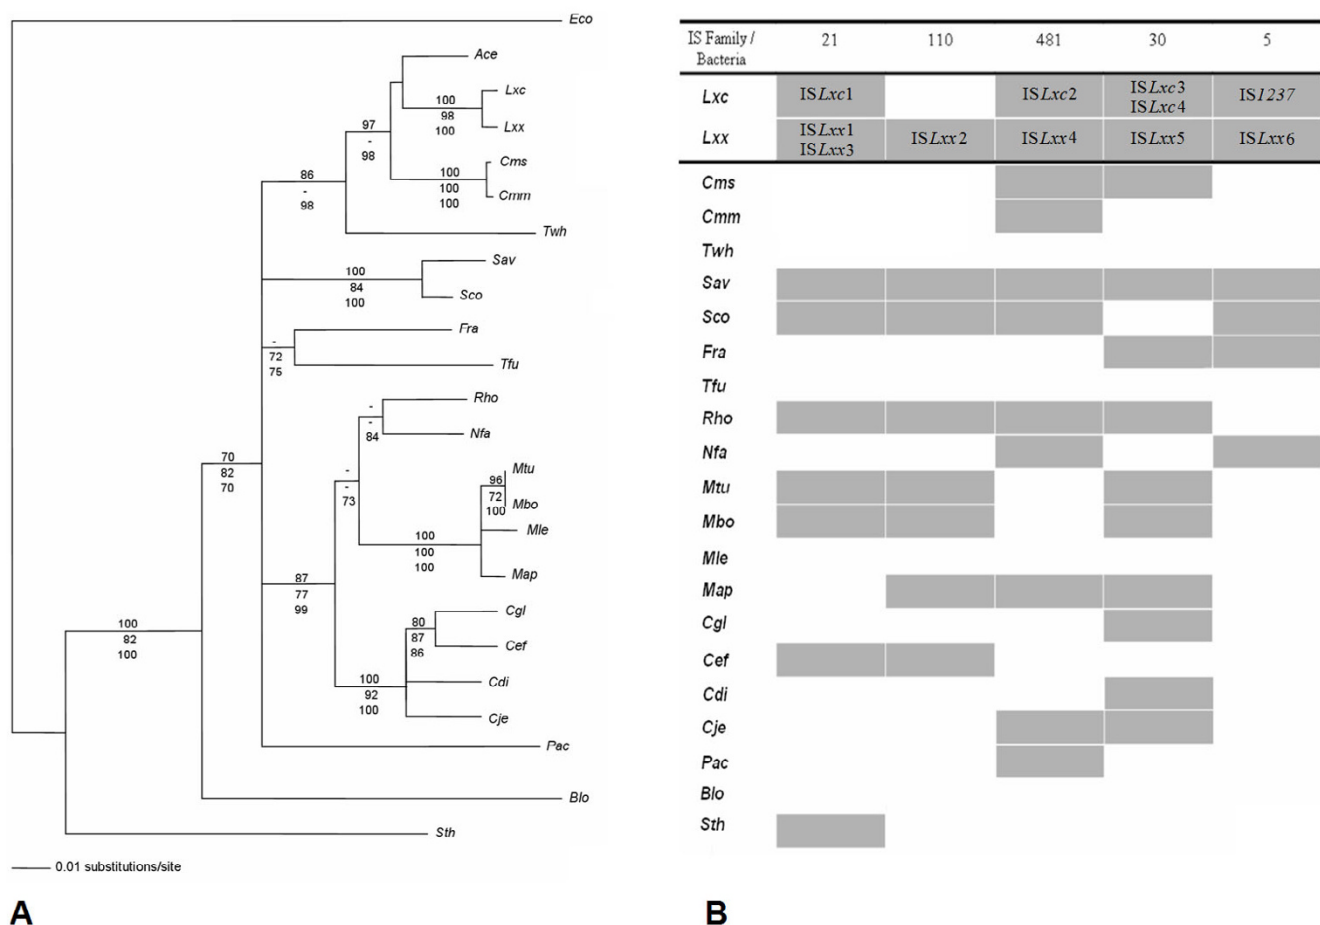 Eco
Ace
100
Lxc
98
100
Lxx
97
-
98
Cms
100
100
100
Cmm
86
-
98
Twh
Sav
100
84
100
Sco
Fra
-
72
75
Tfu
Rho
-
-
84
Nfa
Mtu
96
72
100
Mbo
-
-
73
Mle
100
100
100
Map
70
82
70
87
77
99
Cgl
80
87
86
Cef
100
82
100
Cdi
100
92
100
Cje
Pac
Blo
Sth
0.01 substitutions/site
A
IS Family / Bacteria 21 110 481 30 5
Lxc ISLxc1 ISLxc2 ISLxc3 IS1237
ISLxc4
Lxx ISLxx1 ISLxx2 ISLxx4 ISLxx5 ISLxx6
ISLxx3
Cms
Cmm
Twh
Sav
Sco
Fra
Tfu
Rho
Nfa
Mtu
Mbo
Mle
Map
Cgl
Cef
Cdi
Cje
Pac
Blo
Sth
B